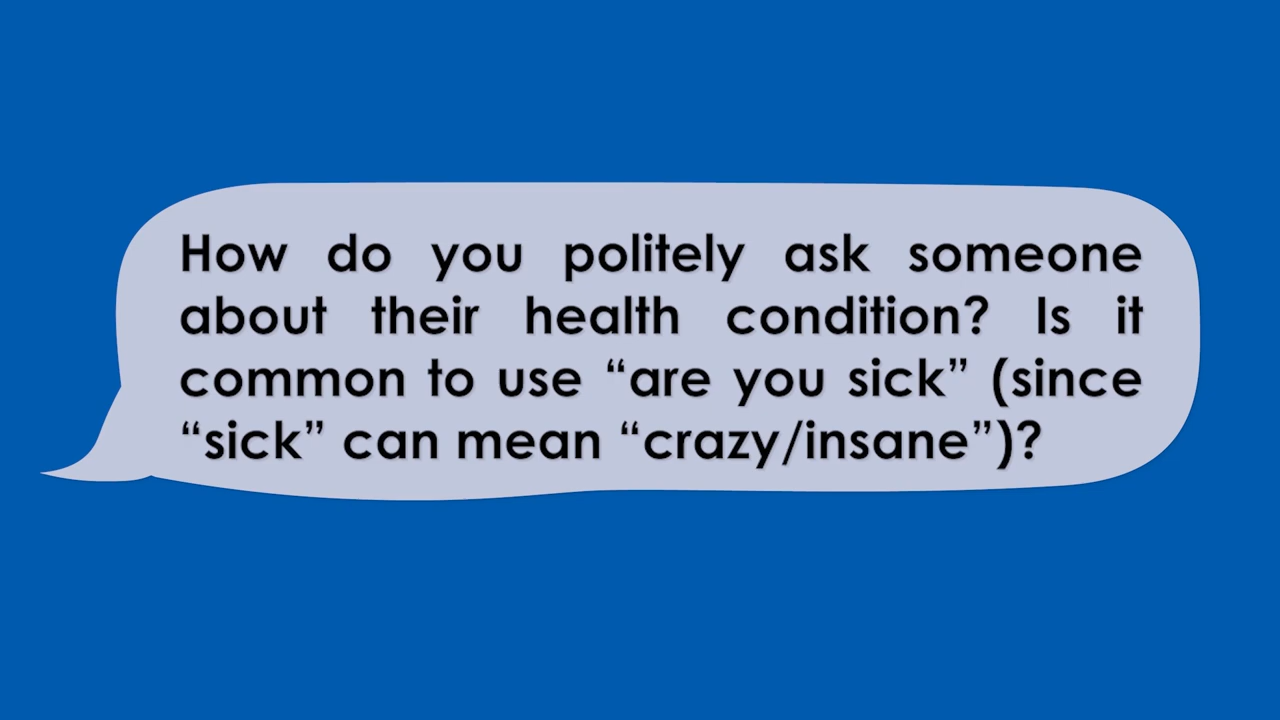 How do you politely ask someone
about their health condition? Is it
common to use “are you sick” (since
“sick” can mean “crazy/insane”)?